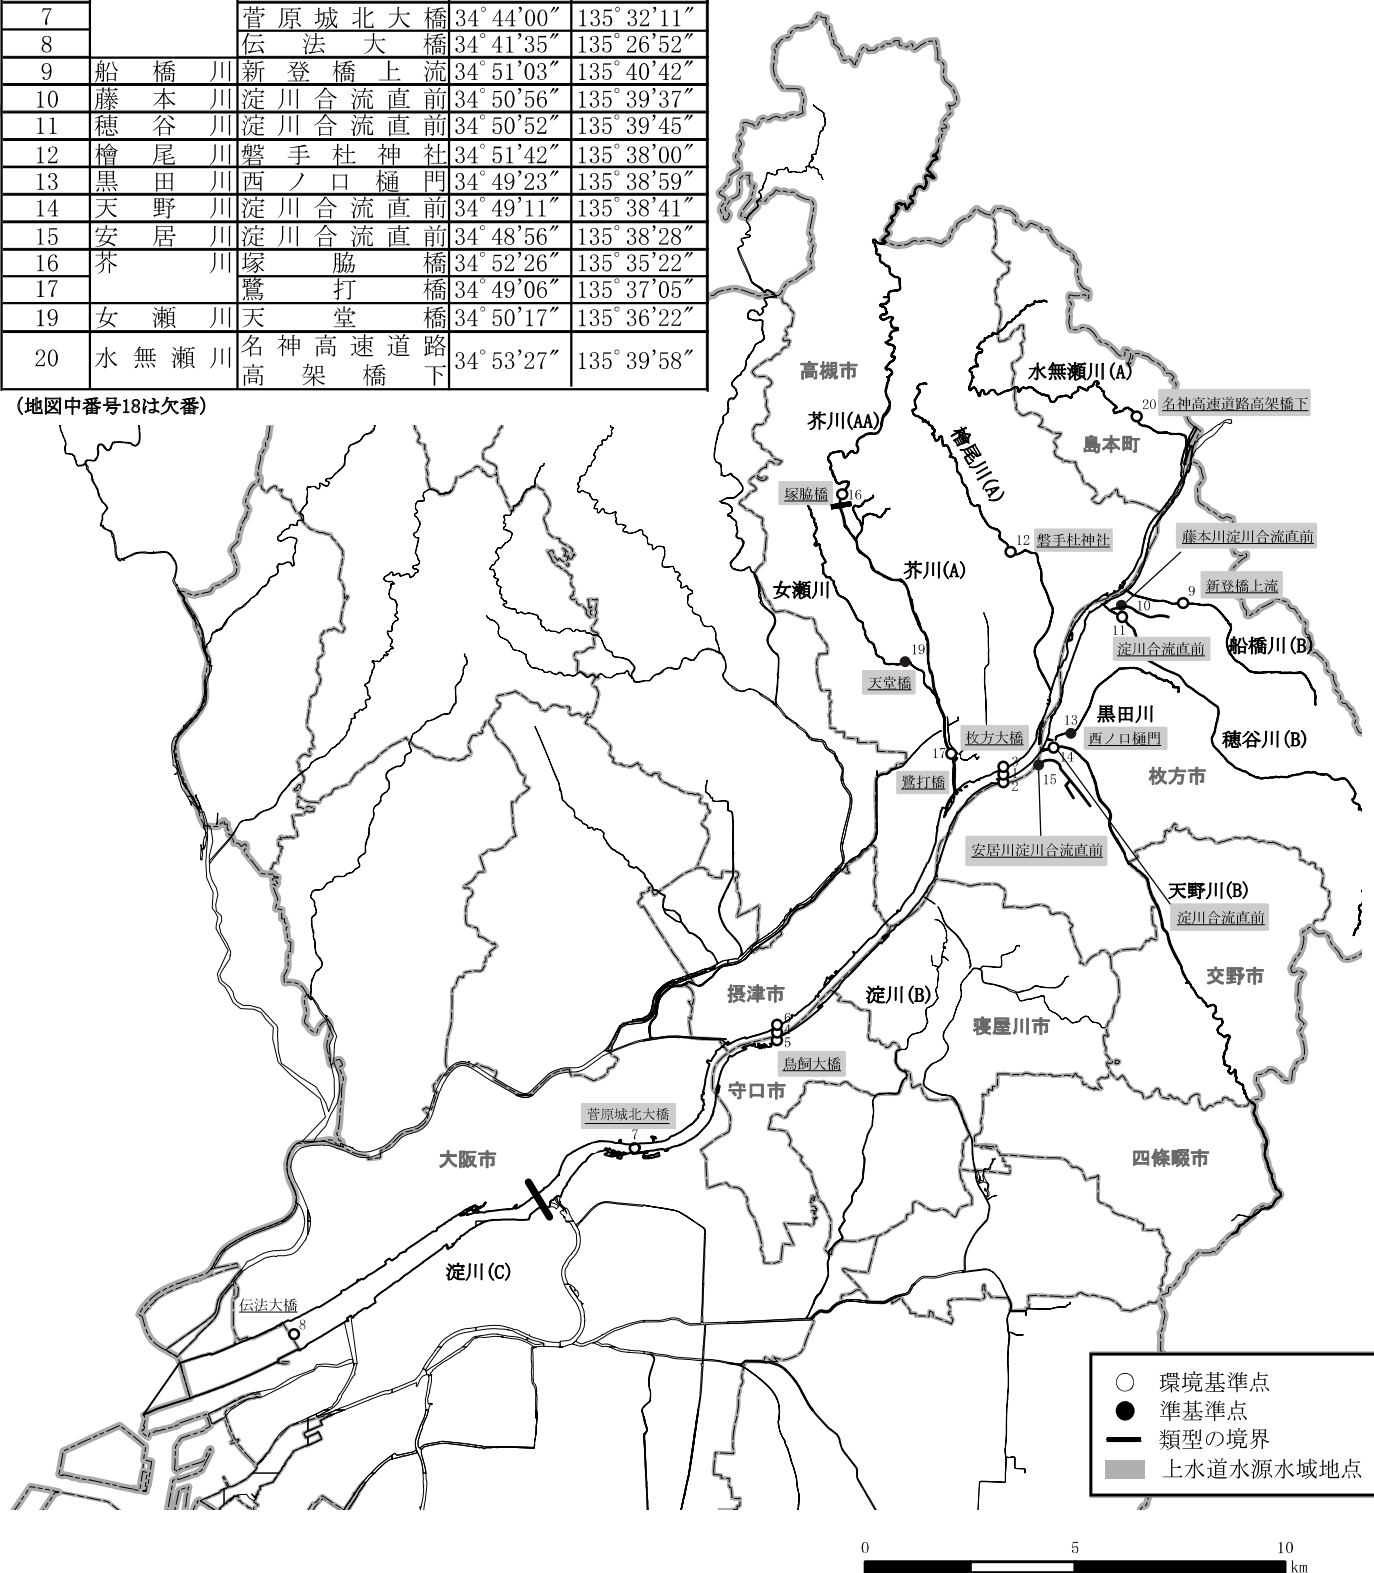 7 菅原城北大橋 34°44'00" 135°32'11"
8 伝法大橋 34°41'35" 135°26'52"
9 船橋川 新登橋上流 34°51'03" 135°40'42"
10 藤本川 淀川合流直前 34°50'56" 135°39'37"
11 穂谷川 淀川合流直前 34°50'52" 135°39'45"
12 檜尾川 磐手杜神社 34°51'42" 135°38'00"
13 黒田川 西ノ口樋門 34°49'23" 135°38'59"
14 天野川 淀川合流直前 34°49'11" 135°38'41"
15 安居川 淀川合流直前 34°48'56" 135°38'28"
16 芥川 塚脇橋 34°52'26" 135°35'22"
17 鷺打橋 34°49'06" 135°37'05"
19 女瀬川 天堂橋 34°50'17" 135°36'22"
20 水無瀬川 名神高速道路
高架橋下 34°53'27" 135°39'58"
(地図中番号18は欠番)
高槻市
水無瀬川(A)
20 名神高速道路高架橋下
芥川(AA)
檜尾川(A)
島本町
塚脇橋
16
藤本川淀川合流直前
12 磐手杜神社
芥川(A)
女瀬川
新登橋上流
9
10
11
淀川合流直前
船橋川(B)
19
天堂橋
黒田川
13
西ノ口樋門
穂谷川(B)
枚方大橋
17
鷺打橋
3
1
2
14
15
枚方市
安居川淀川合流直前
天野川(B)
淀川合流直前
摂津市
淀川(B)
交野市
寝屋川市
6
4
5
鳥飼大橋
守口市
菅原城北大橋
7
大阪市
四條畷市
淀川(C)
伝法大橋
8
○ 環境基準点
● 準基準点
━ 類型の境界
上水道水源水域地点
0 5 10
km